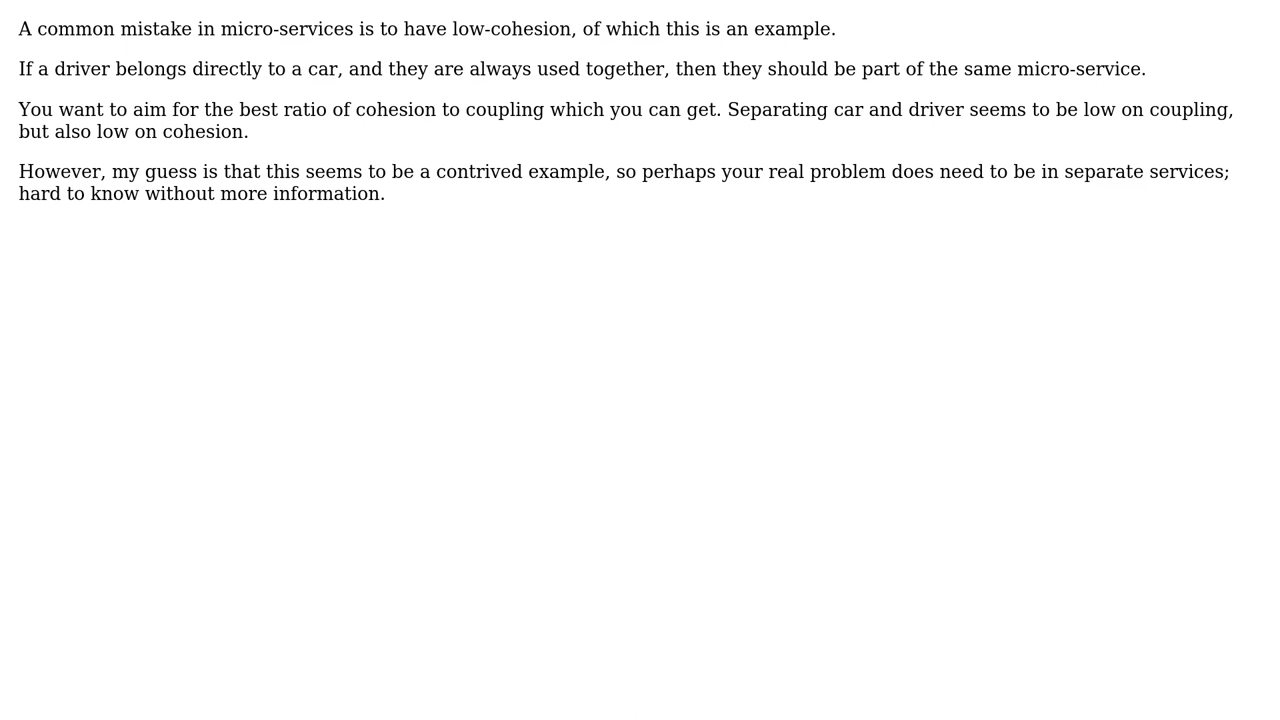 A common mistake in micro-services is to have low-cohesion, of which this is an example.
If a driver belongs directly to a car, and they are always used together, then they should be part of the same micro-service.
You want to aim for the best ratio of cohesion to coupling which you can get. Separating car and driver seems to be low on coupling,
but also low on cohesion.
However, my guess is that this seems to be a contrived example, so perhaps your real problem does need to be in separate services;
hard to know without more information.